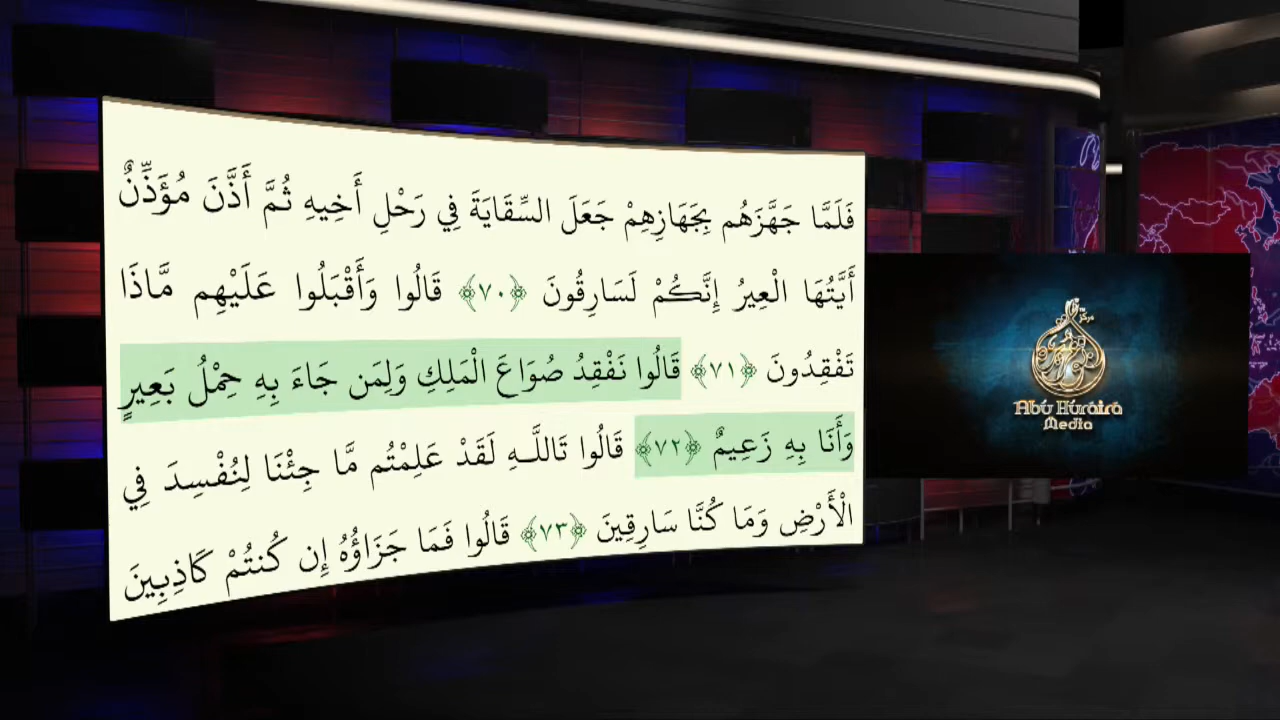 فَلَمَّا جَهَّزَهُم بِجَهَازِهِمْ جَعَلَ السِّقَايَةَ فِي رَحْلِ أَخِيهِ ثُمَّ أَذَّنَ مُؤَذِّنٌ
أَيَّتُهَا الْعِيرُ إِنَّكُمْ لَسَارِقُونَ ﴿٧٠﴾ قَالُوا وَأَقْبَلُوا عَلَيْهِم مَّاذَا
تَفْقِدُونَ ﴿٧١﴾ قَالُوا نَفْقِدُ صُوَاعَ الْمَلِكِ وَلِمَن جَاءَ بِهِ حِمْلُ بَعِيرٍ
وَأَنَا بِهِ زَعِيمٌ ﴿٧٢﴾ قَالُوا تَاللَّـهِ لَقَدْ عَلِمْتُم مَّا جِئْنَا لِنُفْسِدَ فِي
الْأَرْضِ وَمَا كُنَّا سَارِقِينَ ﴿٧٣﴾ قَالُوا فَمَا جَزَاؤُهُ إِن كُنتُمْ كَاذِبِينَ
مركز
Abu Huraira
Media